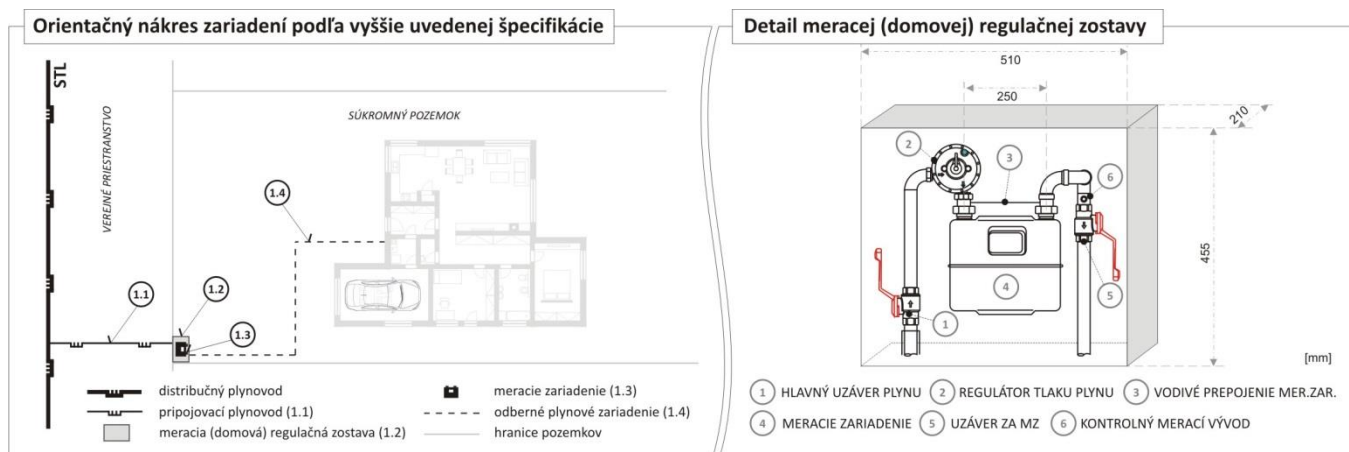 Orientačný nákres zariadení podľa vyššie uvedenej špecifikácie
STL
VEREJNÉ PRIESTRANSTVO
SÚKROMNÝ POZEMOK
1.4
1.1
1.2
1.3
distribučný plynovod
pripojovací plynovod (1.1)
meracia (domová) regulačná zostava (1.2)
meracie zariadenie (1.3)
odberné plynové zariadenie (1.4)
hranice pozemkov
Detail meracej (domovej) regulačnej zostavy
510
250
210
2
3
6
455
4
5
1
[mm]
1 HLAVNÝ UZÁVER PLYNU 2 REGULÁTOR TLAKU PLYNU 3 VODIVÉ PREPOJENIE MER.ZAR.
4 MERACIE ZARIADENIE 5 UZÁVER ZA MZ 6 KONTROLNÝ MERACÍ VÝVOD